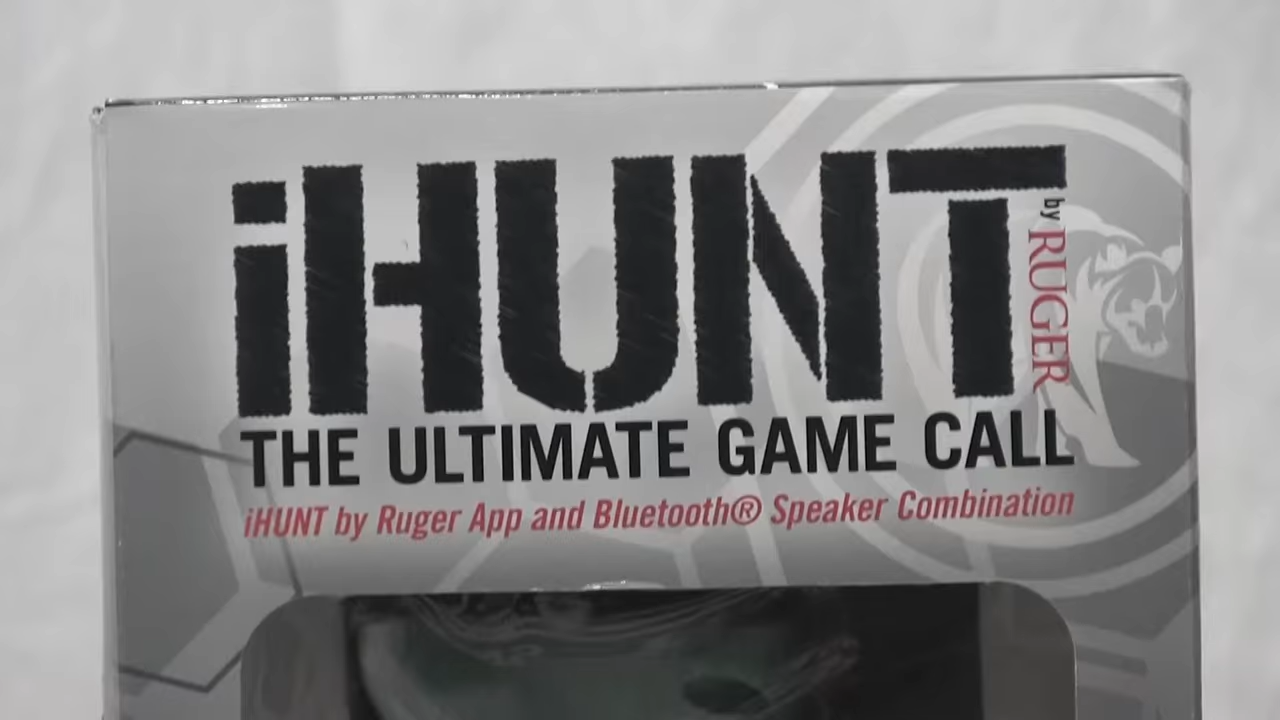 iHUNT
by RUGER
THE ULTIMATE GAME CALL
iHUNT by Ruger App and Bluetooth® Speaker Combination